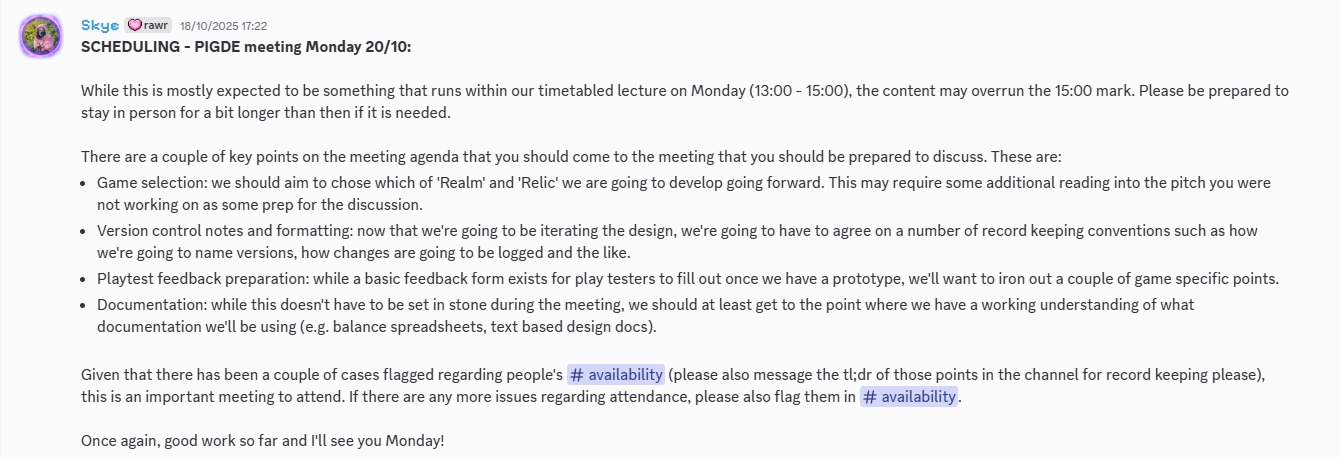 Skye rawr 18/10/2025 17:22
SCHEDULING - PIGDE meeting Monday 20/10:
While this is mostly expected to be something that runs within our timetabled lecture on Monday (13:00 - 15:00), the content may overrun the 15:00 mark. Please be prepared to
stay in person for a bit longer than then if it is needed.
There are a couple of key points on the meeting agenda that you should come to the meeting that you should be prepared to discuss. These are:
• Game selection: we should aim to chose which of 'Realm' and 'Relic' we are going to develop going forward. This may require some additional reading into the pitch you were
not working on as some prep for the discussion.
• Version control notes and formatting: now that we're going to be iterating the design, we're going to have to agree on a number of record keeping conventions such as how
we're going to name versions, how changes are going to be logged and the like.
• Playtest feedback preparation: while a basic feedback form exists for play testers to fill out once we have a prototype, we'll want to iron out a couple of game specific points.
• Documentation: while this doesn't have to be set in stone during the meeting, we should at least get to the point where we have a working understanding of what
documentation we'll be using (e.g. balance spreadsheets, text based design docs).
Given that there has been a couple of cases flagged regarding people's # availability (please also message the tl;dr of those points in the channel for record keeping please),
this is an important meeting to attend. If there are any more issues regarding attendance, please also flag them in # availability.
Once again, good work so far and I'll see you Monday!